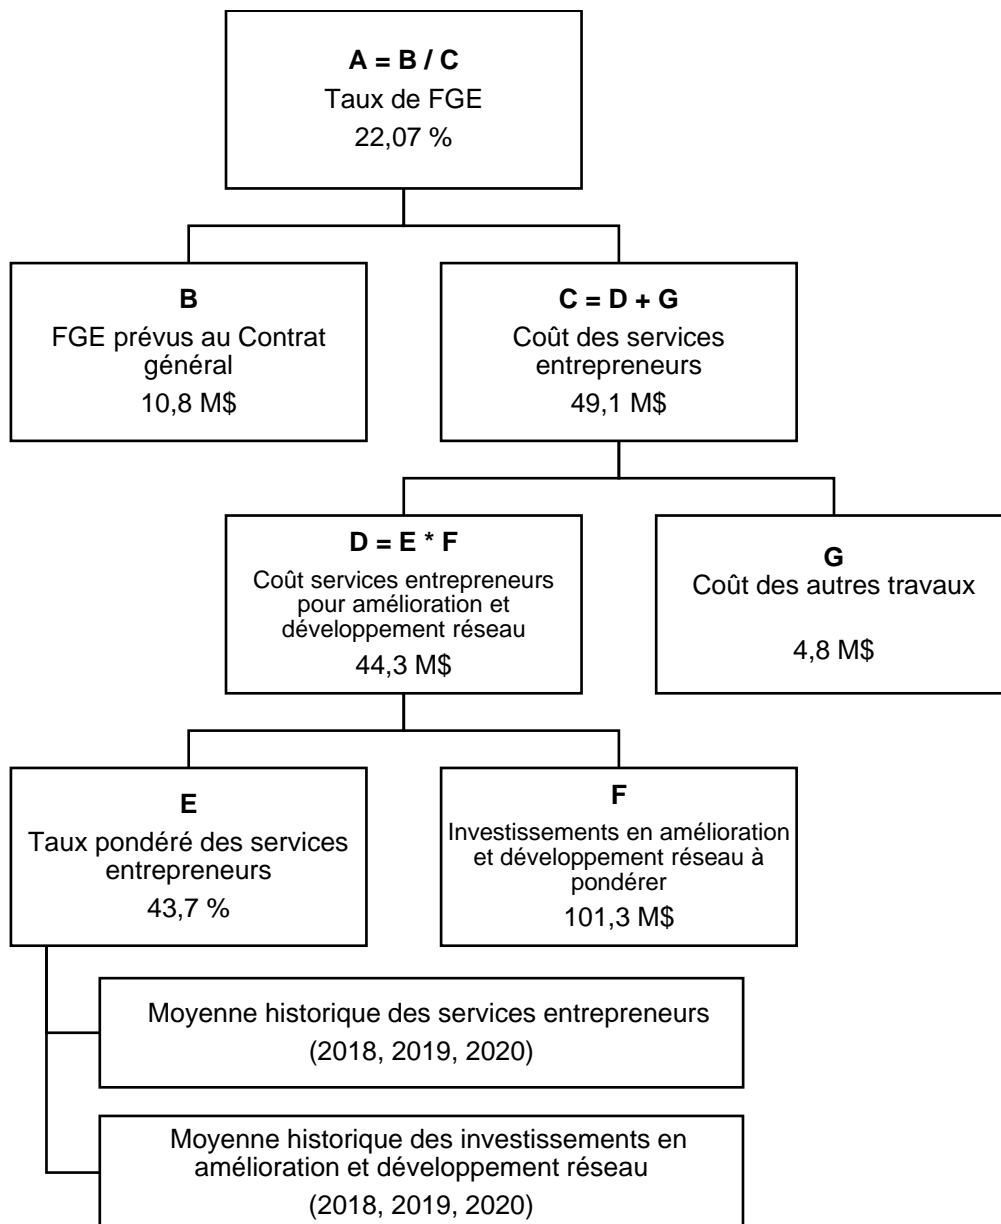 A = B / C
Taux de FGE
22,07 %
B
FGE prévus au Contrat
général
10,8 M$
C = D + G
Coût des services
entrepreneurs
49,1 M$
D = E * F
Coût services entrepreneurs
pour amélioration et
développement réseau
44,3 M$
G
Coût des autres travaux
4,8 M$
E
Taux pondéré des services
entrepreneurs
43,7 %
F
Investissements en amélioration
et développement réseau à
pondérer
101,3 M$
Moyenne historique des services entrepreneurs
(2018, 2019, 2020)
Moyenne historique des investissements en
amélioration et développement réseau
(2018, 2019, 2020)